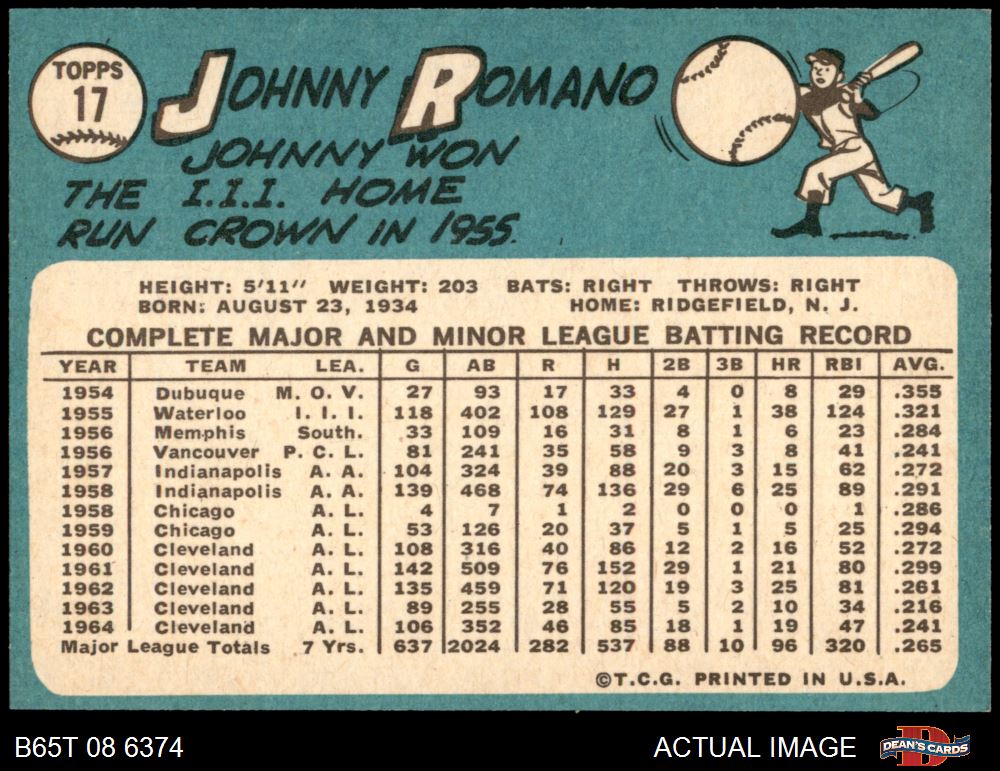 TOPPS
17
JOHNNY ROMANO
JOHNNY WON
THE I.I.I. HOME
RUN CROWN IN 1955.
HEIGHT: 5'11" WEIGHT: 203 BATS: RIGHT THROWS: RIGHT
BORN: AUGUST 23, 1934 HOME: RIDGEFIELD, N. J.
COMPLETE MAJOR AND MINOR LEAGUE BATTING RECORD
YEAR TEAM LEA. G AB R H 2B 3B HR RBI AVG.
1954 Dubuque M. O. V. 27 93 17 33 4 0 8 29 .355
1955 Waterloo I. I. I. 118 402 108 129 27 1 38 124 .321
1956 Memphis South. 33 109 16 31 8 1 6 23 .284
1956 Vancouver P. C. L. 81 241 35 58 9 3 8 41 .241
1957 Indianapolis A. A. 104 324 39 88 20 3 15 62 .272
1958 Indianapolis A. A. 139 468 74 136 29 6 25 89 .291
1958 Chicago A. L. 4 7 1 2 0 0 0 1 .286
1959 Chicago A. L. 53 126 20 37 5 1 5 25 .294
1960 Cleveland A. L. 108 316 40 86 12 2 16 52 .272
1961 Cleveland A. L. 142 509 76 152 29 1 21 80 .299
1962 Cleveland A. L. 135 459 71 120 19 3 25 81 .261
1963 Cleveland A. L. 89 255 28 55 5 2 10 34 .216
1964 Cleveland A. L. 106 352 46 85 18 1 19 47 .241
Major League Totals 7 Yrs. 637 2024 282 537 88 10 96 320 .265
©T.C.G. PRINTED IN U.S.A.
B65T 08 6374 ACTUAL IMAGE DEAN'S CARDS